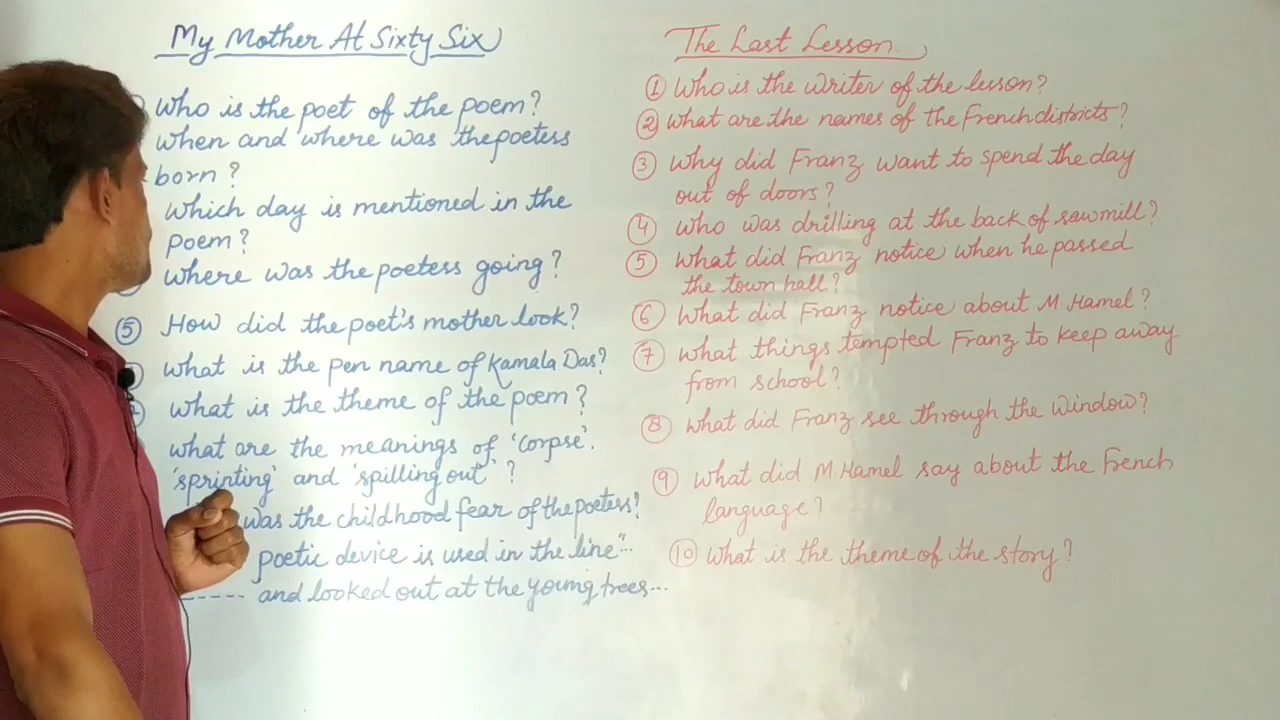 My Mother At Sixty Six
Who is the poet of the poem?
When and where was the poetess
born?
Which day is mentioned in the
poem?
Where was the poetess going?
5 How did the poet's mother look?
What is the pen name of Kamala Das?
What is the theme of the poem?
what are the meanings of 'corpse'.
'sprinting' and 'spilling out'?
was the childhood fear of the poetess?
poetic device is used in the line"...
------ and looked out at the young trees...
The Last Lesson
1 Who is the writer of the lesson?
2 What are the names of the French districts?
3 Why did Franz want to spend the day
out of doors?
4 Who was drilling at the back of sawmill?
5 What did Franz notice when he passed
the town hall?
6 What did Franz notice about M. Hamel?
7 What things tempted Franz to keep away
from school?
8 What did Franz see through the window?
9 What did M. Hamel say about the French
language?
10 What is the theme of the story?